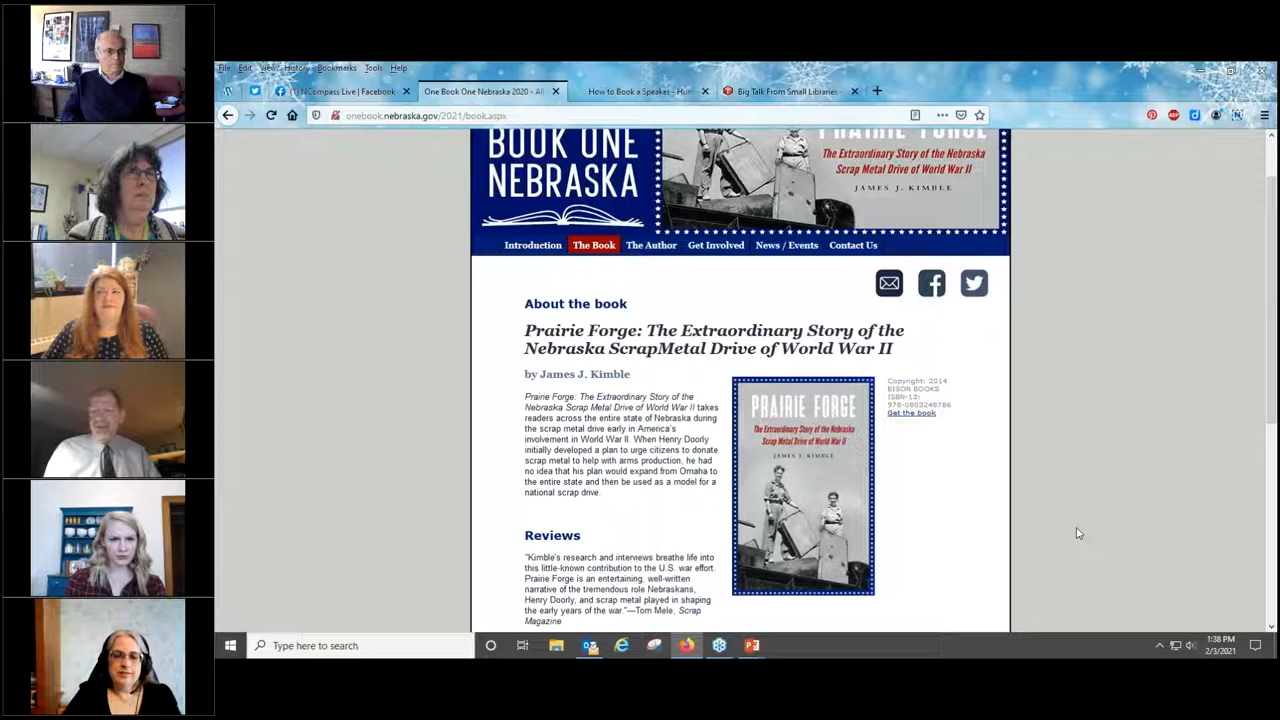 File Edit View History Bookmarks Tools Help
(1) NCompass Live | Facebook
One Book One Nebraska 2020 - All
How to Book a Speaker - Hum
Big Talk From Small Libraries -
onebook.nebraska.gov/2021/book.aspx
BOOK ONE
NEBRASKA
PRAIRIE FORGE
The Extraordinary Story of the Nebraska
Scrap Metal Drive of World War II
JAMES J. KIMBLE
Introduction The Book The Author Get Involved News / Events Contact Us
About the book
Prairie Forge: The Extraordinary Story of the
Nebraska ScrapMetal Drive of World War II
by James J. Kimble
Prairie Forge: The Extraordinary Story of the
Nebraska Scrap Metal Drive of World War II takes
readers across the entire state of Nebraska during
the scrap metal drive early in America's
involvement in World War II. When Henry Doorly
initially developed a plan to urge citizens to donate
scrap metal to help with arms production, he had
no idea that his plan would expand from Omaha to
the entire state and then be used as a model for a
national scrap drive.
PRAIRIE FORGE
The Extraordinary Story of the Nebraska
Scrap Metal Drive of World War II
JAMES J. KIMBLE
Copyright: 2014
BISON BOOKS
ISBN-13:
978-0803248786
Get the book
Reviews
"Kimble's research and interviews breathe life into
this little-known contribution to the U.S. war effort.
Prairie Forge is an entertaining, well-written
narrative of the tremendous role Nebraskans,
Henry Doorly, and scrap metal played in shaping
the early years of the war."—Tom Mele, Scrap
Magazine
Type here to search
1:38 PM
2/3/2021